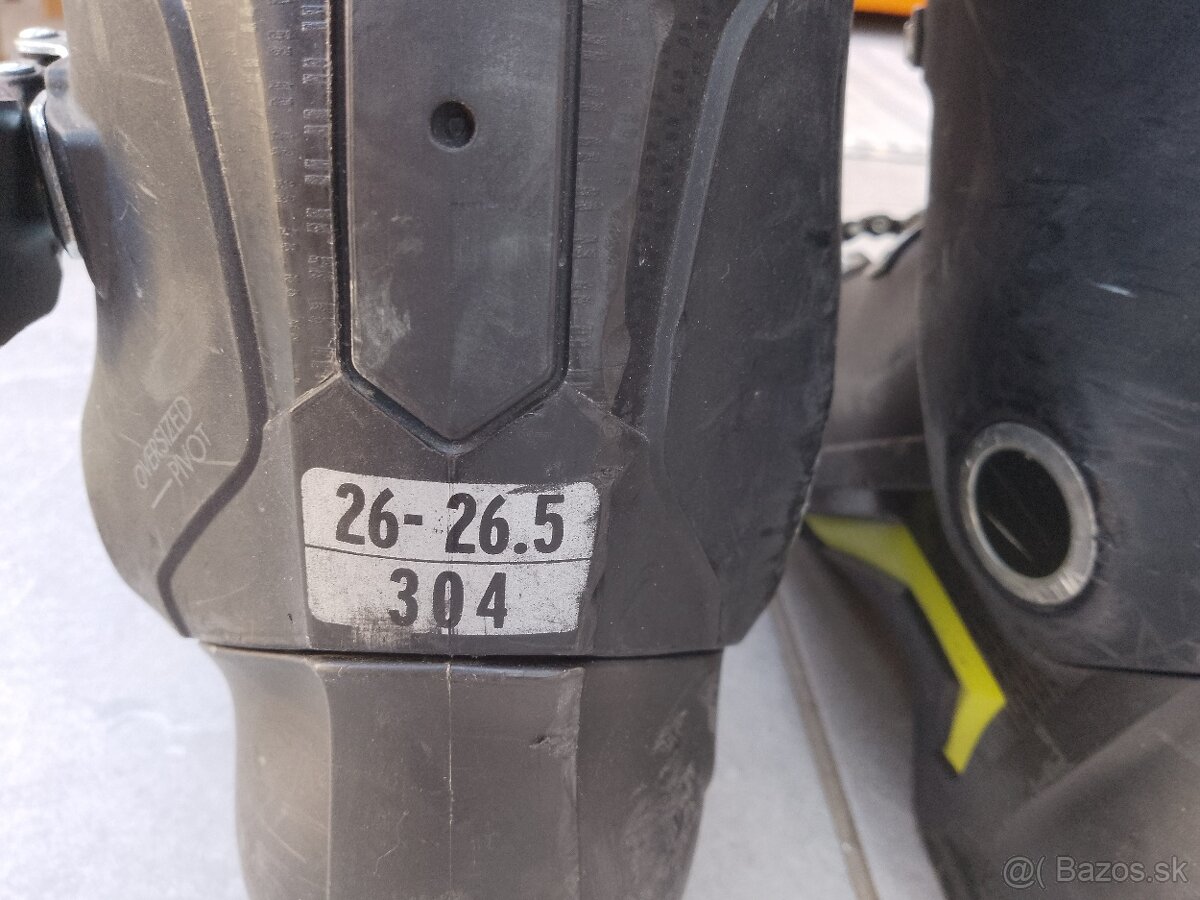 OVERSIZED
PIVOT
26-26.5
304
@( Bazos.sk